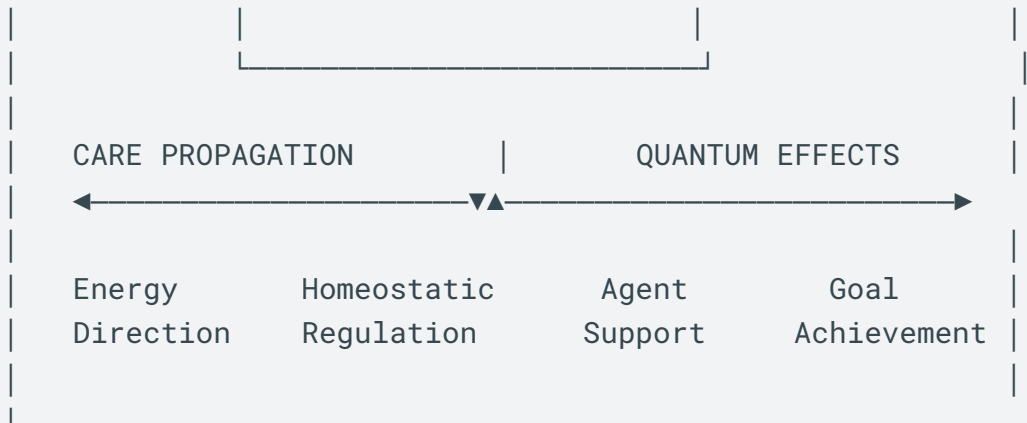 CARE PROPAGATION | QUANTUM EFFECTS
Energy Homeostatic Agent Goal
Direction Regulation Support Achievement